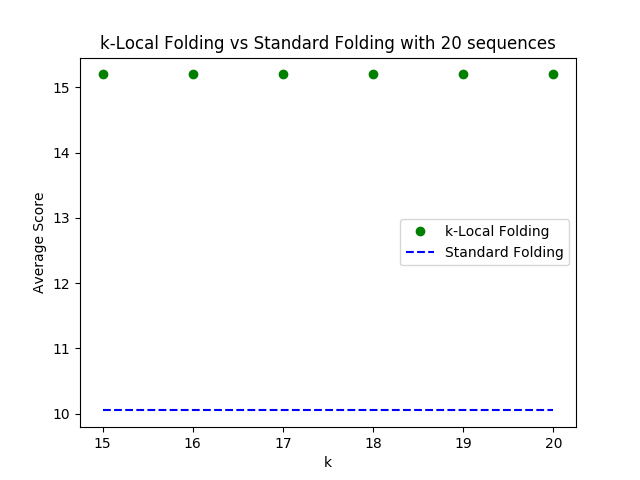 k-Local Folding vs Standard Folding with 20 sequences
15
14
13
12
11
10
Average Score
k-Local Folding
Standard Folding
15 16 17 18 19 20
k